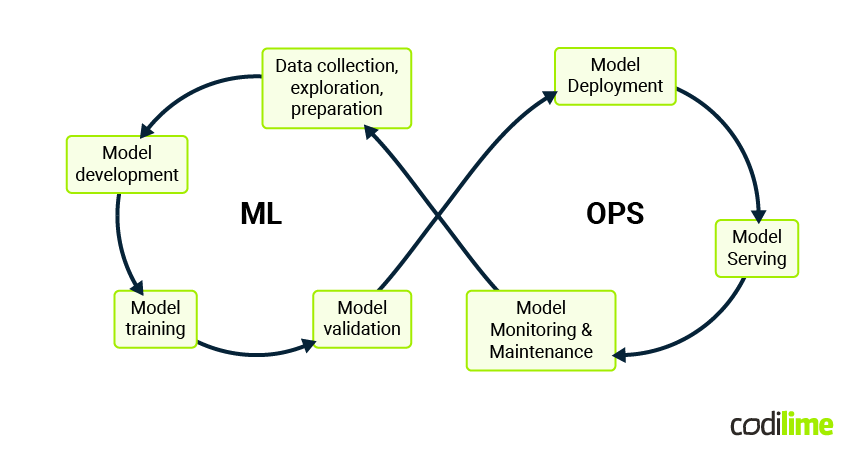 Data collection,
exploration,
preparation
Model
development
Model
training
Model
validation
ML
Model
Deployment
Model
Serving
Model
Monitoring &
Maintenance
OPS
codilime